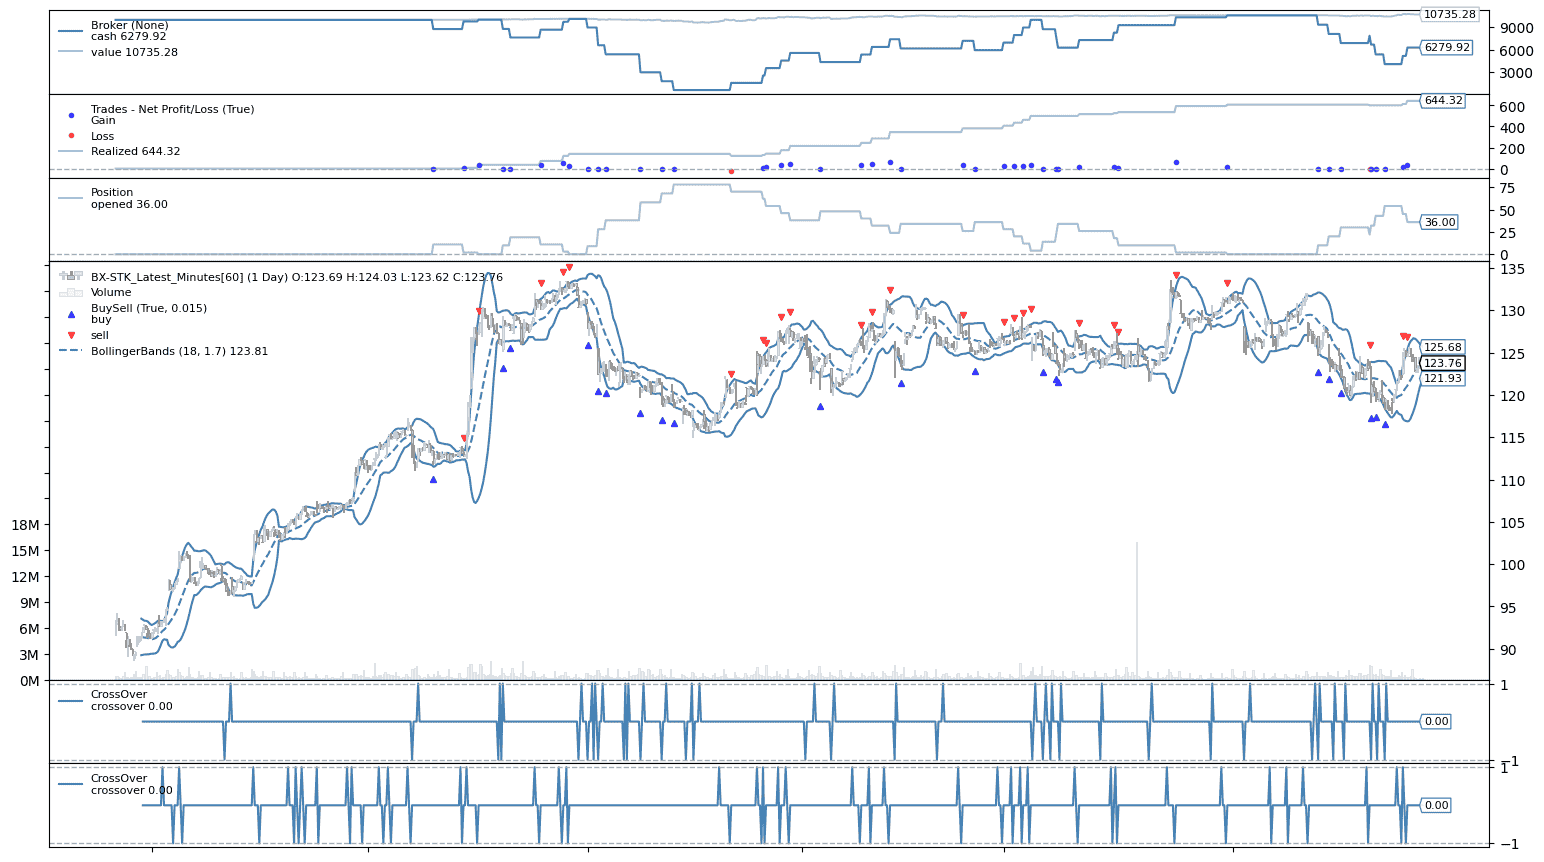 Broker (None)
cash 6279.92
value 10735.28
10735.28
9000
6279.92
6000
3000
Trades - Net Profit/Loss (True)
Gain
Loss
Realized 644.32
644.32
600
400
200
0
Position
opened 36.00
75
50
36.00
25
0
BX-STK_Latest_Minutes[60] (1 Day) O:123.69 H:124.03 L:123.62 C:123.76
Volume
BuySell (True, 0.015)
buy
sell
BollingerBands (18, 1.7) 123.81
135
130
125.68
125
123.76
121.93
120
115
110
105
100
95
90
18M
15M
12M
9M
6M
3M
0M
CrossOver
crossover 0.00
1
0.00
−1
CrossOver
crossover 0.00
1
0.00
−1